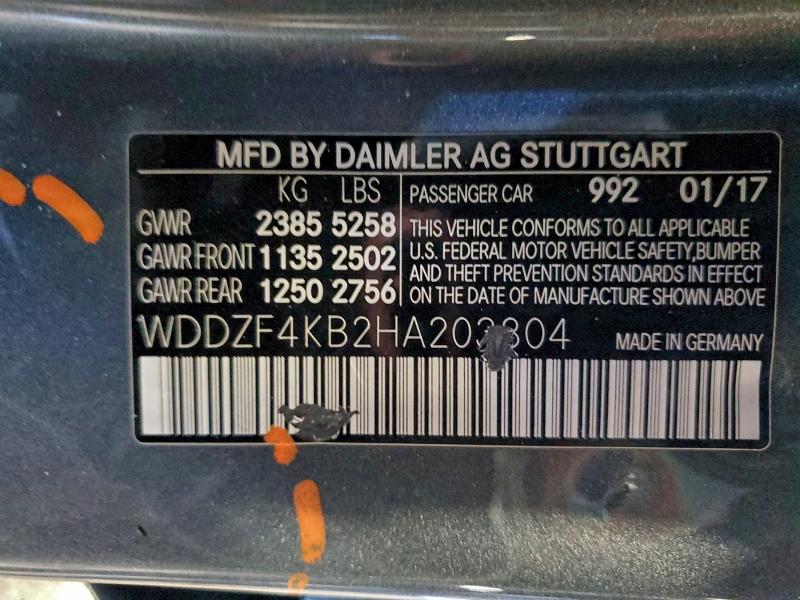 MFD BY DAIMLER AG STUTTGART
KG LBS
GVWR 2385 5258
GAWR FRONT 1135 2502
GAWR REAR 1250 2756
PASSENGER CAR 992 01/17
THIS VEHICLE CONFORMS TO ALL APPLICABLE
U.S. FEDERAL MOTOR VEHICLE SAFETY,BUMPER
AND THEFT PREVENTION STANDARDS IN EFFECT
ON THE DATE OF MANUFACTURE SHOWN ABOVE
WDDZF4KB2HA203804
MADE IN GERMANY